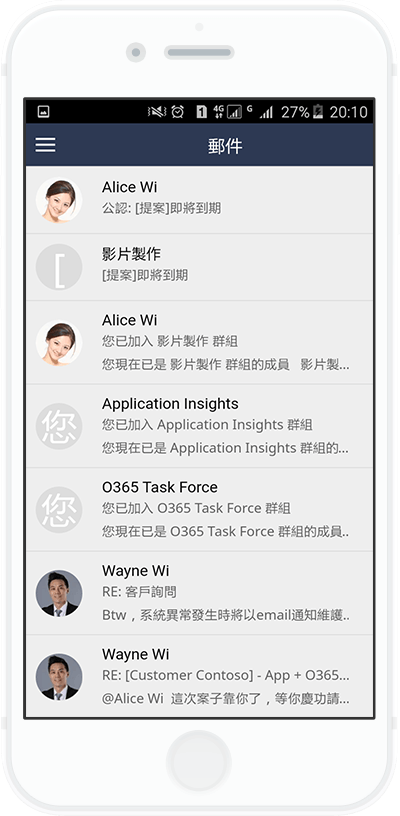 1 4G G 27% 20:10
郵件
Alice Wi
公認: [提案]即將到期
[
影片製作
[提案]即將到期
Alice Wi
您已加入 影片製作 群組
您現在已是 影片製作 群組的成員 影片製...
您
Application Insights
您已加入 Application Insights 群組
您現在已是 Application Insights 群組的...
您
O365 Task Force
您已加入 O365 Task Force 群組
您現在已是 O365 Task Force 群組的成員..
Wayne Wi
RE: 客戶詢問
Btw，系統異常發生時將以email通知維護..
Wayne Wi
RE: [Customer Contoso] - App + O365...
@Alice Wi 這次案子靠你了，等你慶功請...